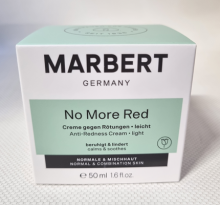 MARBERT
GERMANY
No More Red
Creme gegen Rötungen • leicht
Anti-Redness Cream • light
beruhigt & lindert
calms & soothes
NORMALE & MISCHHAUT
NORMAL & COMBINATION SKIN
℮ 50 ml 1.6 fl.oz.